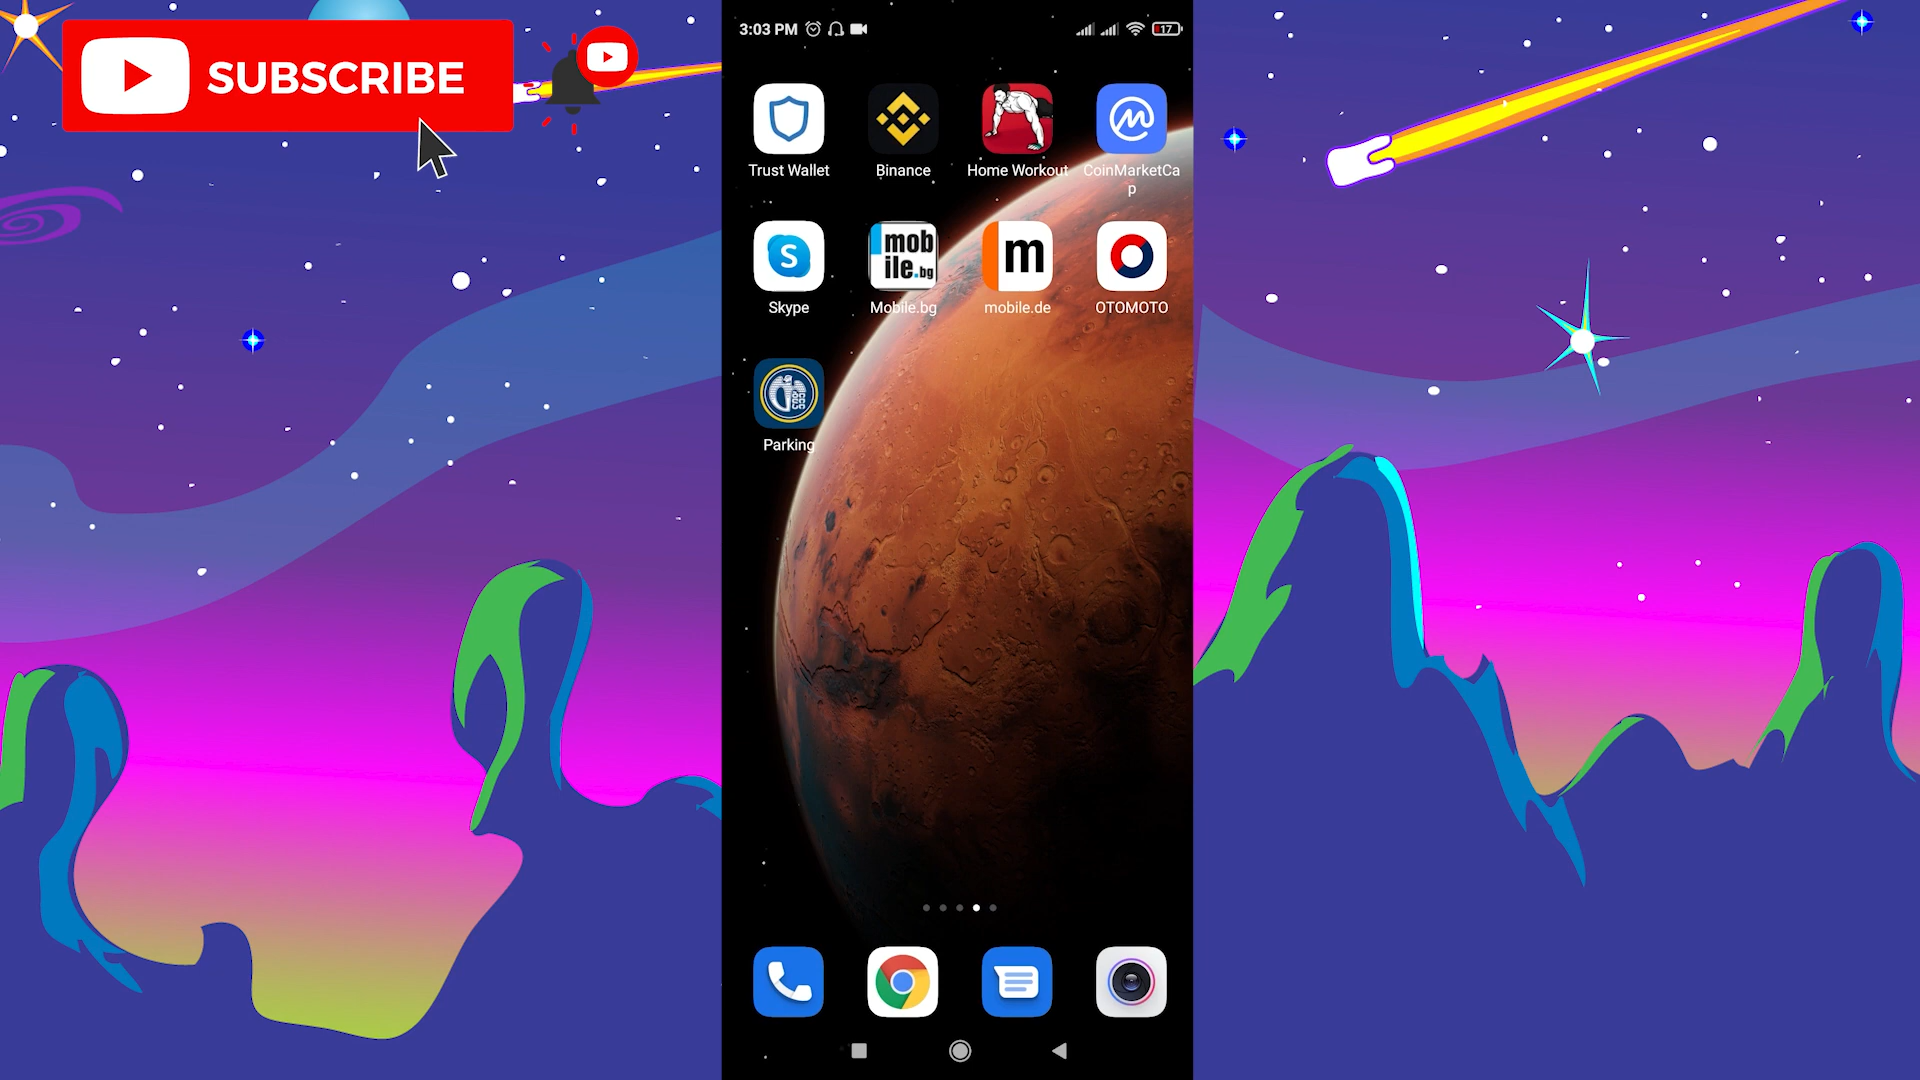 SUBSCRIBE
3:03 PM
17
Trust Wallet
Binance
Home Workout
CoinMarketCa
p
S
mob
ile.bg
m
Skype
Mobile.bg
mobile.de
OTOMOTO
Parking